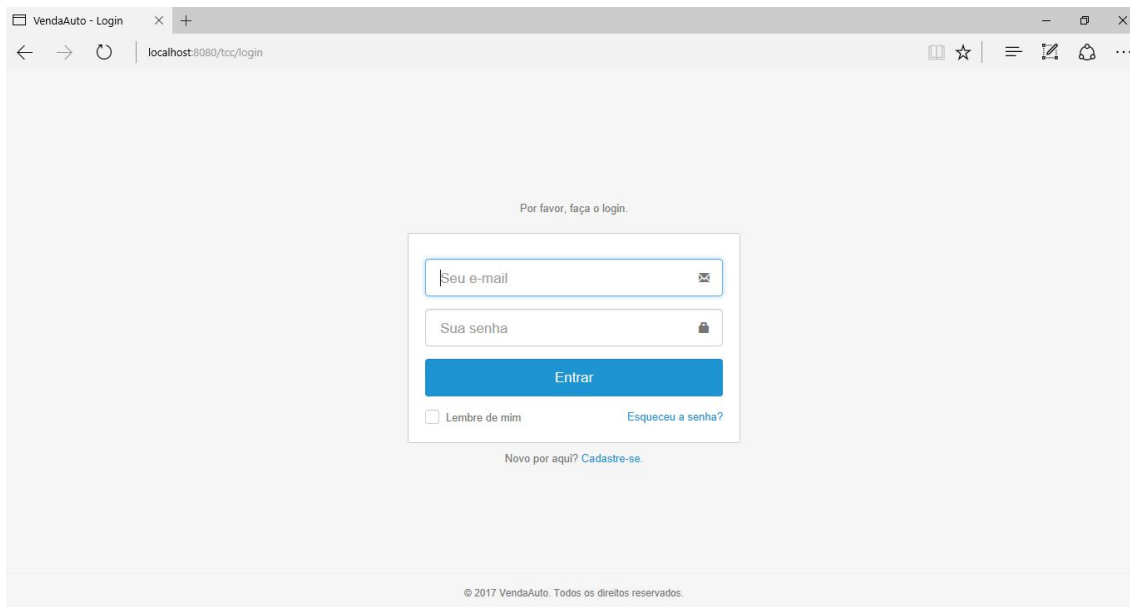 VendaAuto - Login
localhost:8080/tcc/login
Por favor, faça o login.
Seu e-mail
Sua senha
Entrar
Lembre de mim Esqueceu a senha?
Novo por aqui? Cadastre-se.
© 2017 VendaAuto. Todos os direitos reservados.